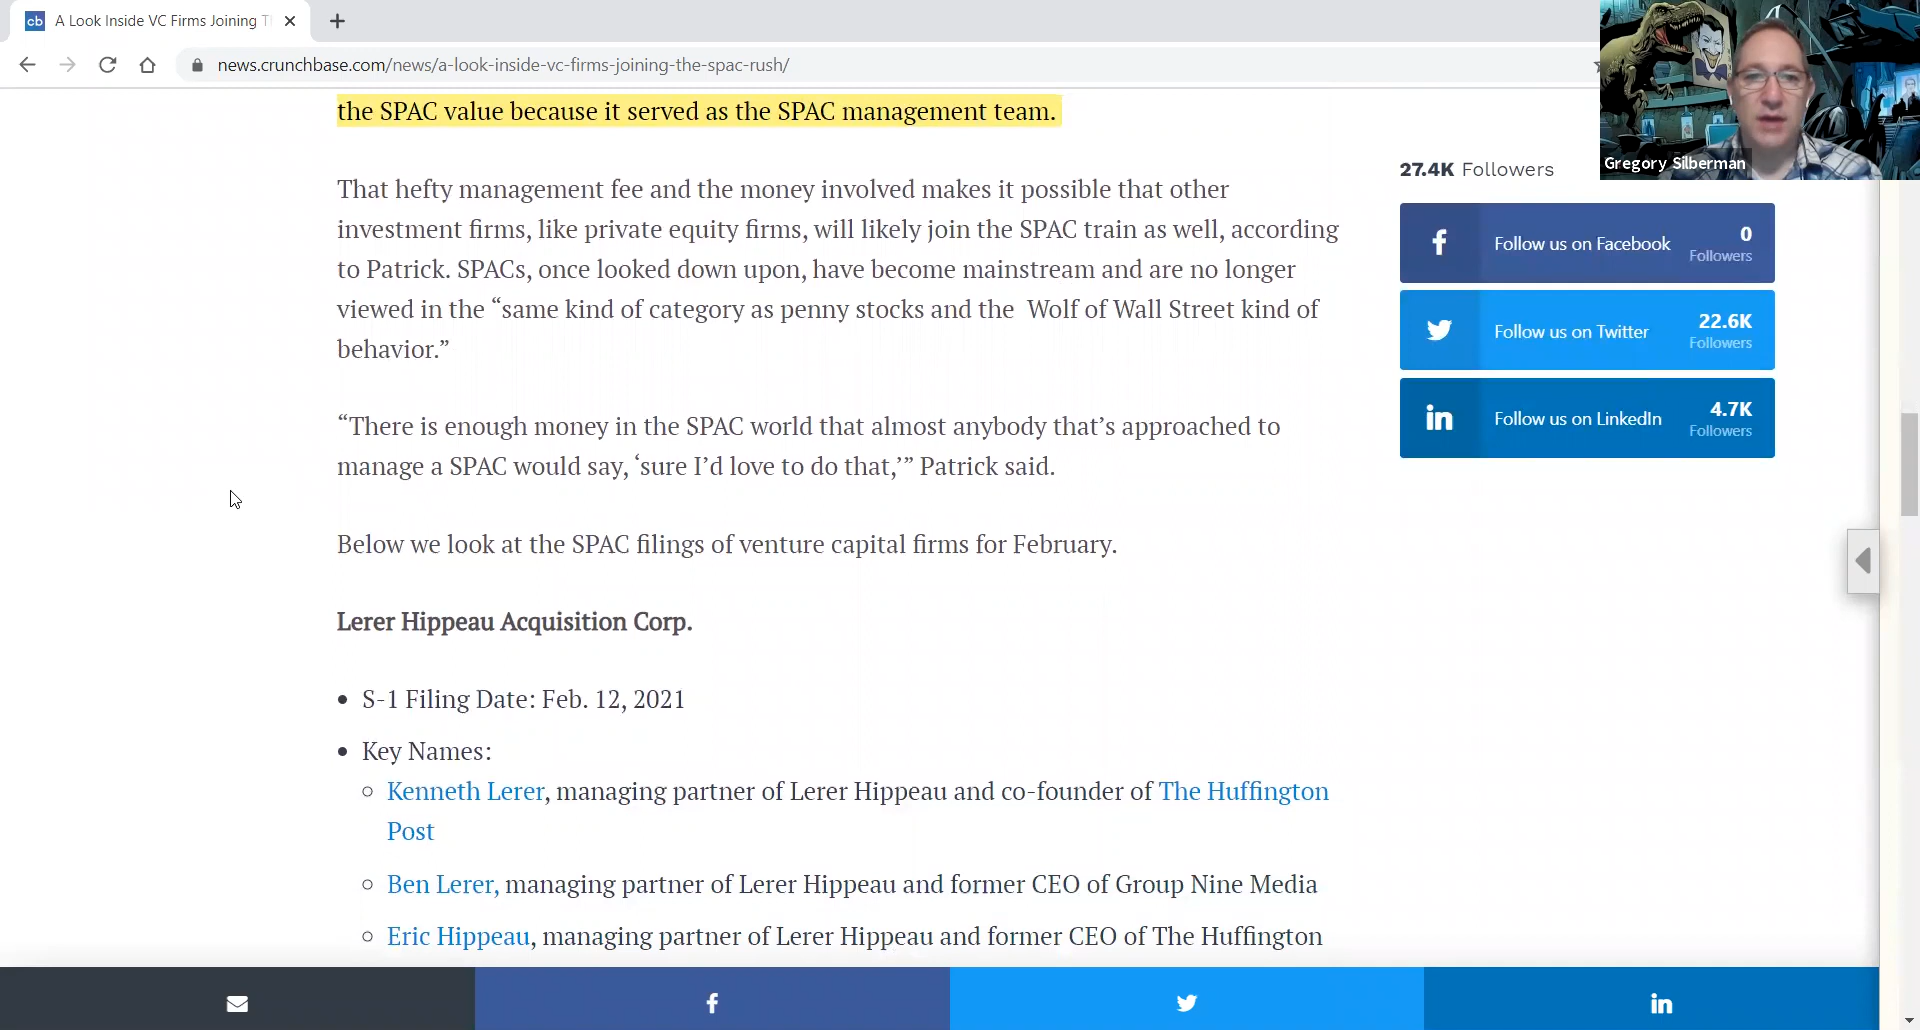 A Look Inside VC Firms Joining T
news.crunchbase.com/news/a-look-inside-vc-firms-joining-the-spac-rush/
the SPAC value because it served as the SPAC management team.
That hefty management fee and the money involved makes it possible that other
investment firms, like private equity firms, will likely join the SPAC train as well, according
to Patrick. SPACs, once looked down upon, have become mainstream and are no longer
viewed in the “same kind of category as penny stocks and the  Wolf of Wall Street kind of
behavior.”
“There is enough money in the SPAC world that almost anybody that’s approached to
manage a SPAC would say, ‘sure I’d love to do that,’” Patrick said.
Below we look at the SPAC filings of venture capital firms for February.
Lerer Hippeau Acquisition Corp.
• S-1 Filing Date: Feb. 12, 2021
• Key Names:
Kenneth Lerer, managing partner of Lerer Hippeau and co-founder of The Huffington
Post
Ben Lerer, managing partner of Lerer Hippeau and former CEO of Group Nine Media
Eric Hippeau, managing partner of Lerer Hippeau and former CEO of The Huffington
Gregory Silberman
27.4K Followers
Follow us on Facebook 0
Followers
Follow us on Twitter 22.6K
Followers
Follow us on LinkedIn 4.7K
Followers